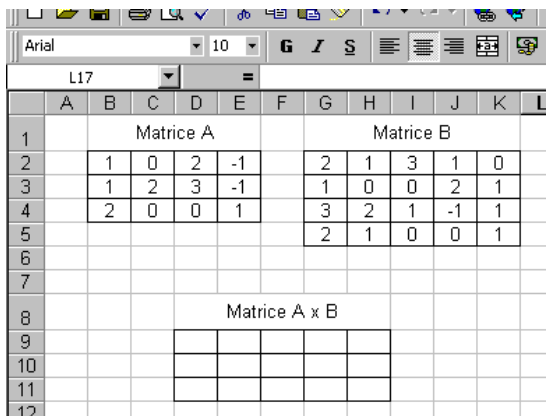 Arial 10 G I S
L17 =
A B C D E F G H I J K L
1 Matrice A Matrice B
2 1 0 2 -1 2 1 3 1 0
3 1 2 3 -1 1 0 0 2 1
4 2 0 0 1 3 2 1 -1 1
5 2 1 0 0 1
6
7
8 Matrice A x B
9
10
11
12